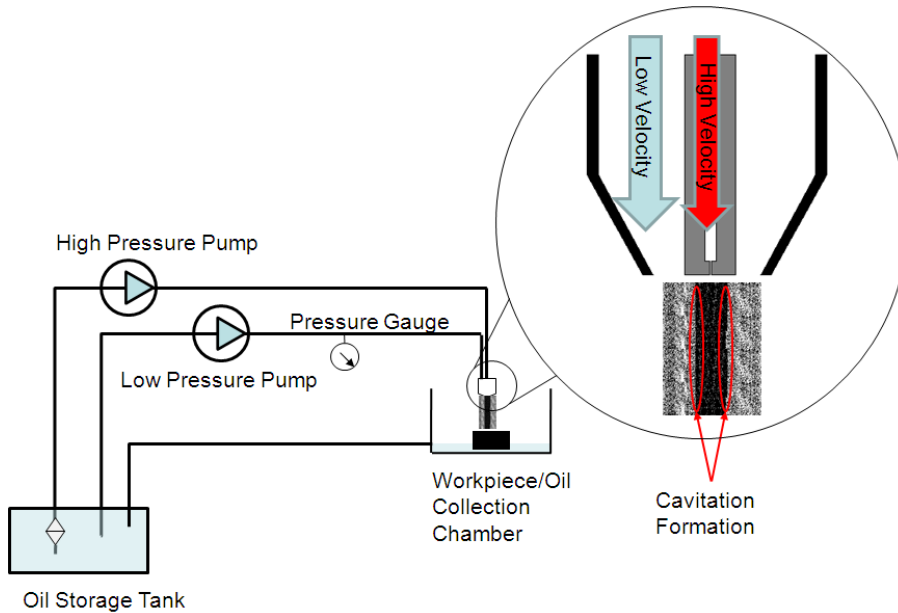 Low Velocity
High Velocity
High Pressure Pump
Pressure Gauge
Low Pressure Pump
Workpiece/Oil
Collection
Chamber
Cavitation
Formation
Oil Storage Tank